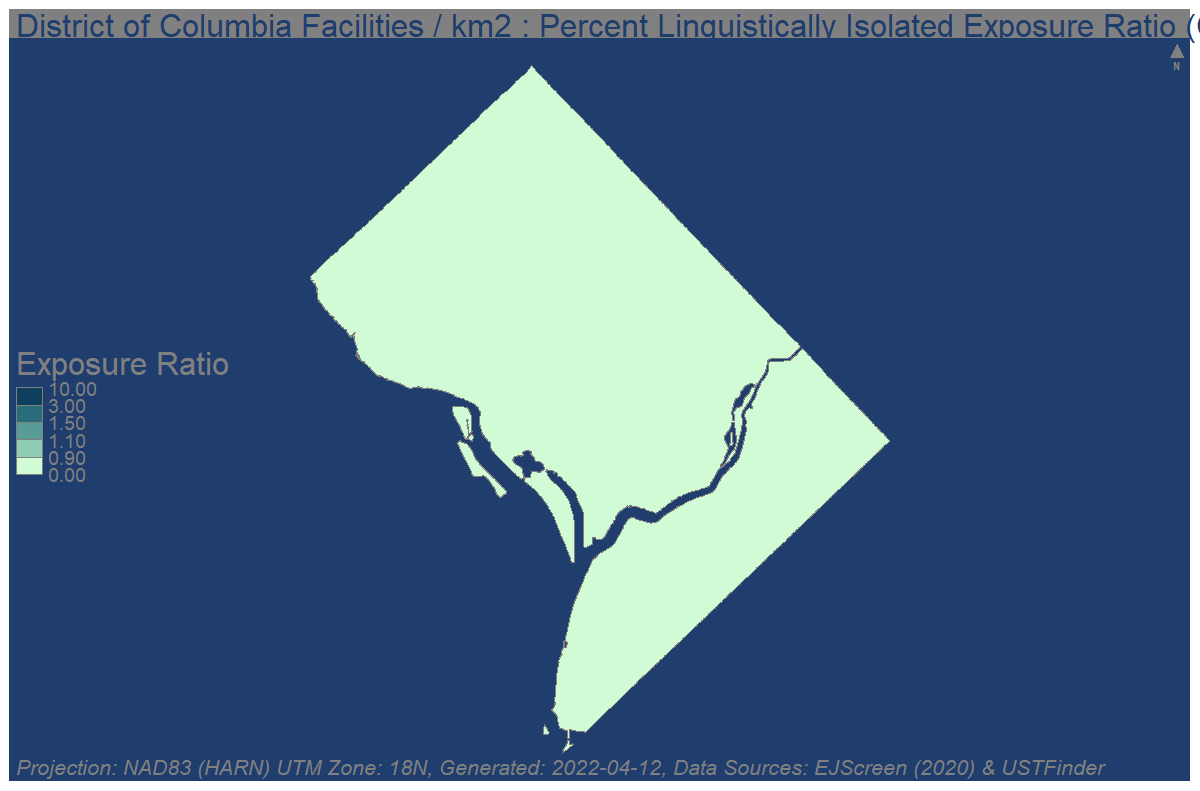 District of Columbia Facilities / km2 : Percent Linguistically Isolated Exposure Ratio (
N
Exposure Ratio
10.00
3.00
1.50
1.10
0.90
0.00
Projection: NAD83 (HARN) UTM Zone: 18N, Generated: 2022-04-12, Data Sources: EJScreen (2020) & USTFinder